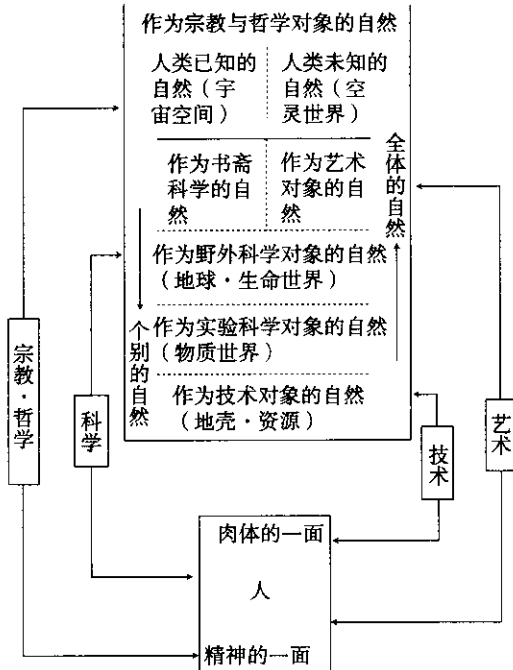 作为宗教与哲学对象的自然
人类已知的
自然（宇
宙空间）
人类未知的
自然（空
灵世界）
作为书斋
科学的自
然
作为艺术
对象的自
然
全体的自然
作为野外科学对象的自然
（地球・生命世界）
个别的自然
作为实验科学对象的自然
（物质世界）
作为技术对象的自然
（地壳・资源）
宗教・哲学
科学
技术
艺术
肉体的一面
人
精神的一面